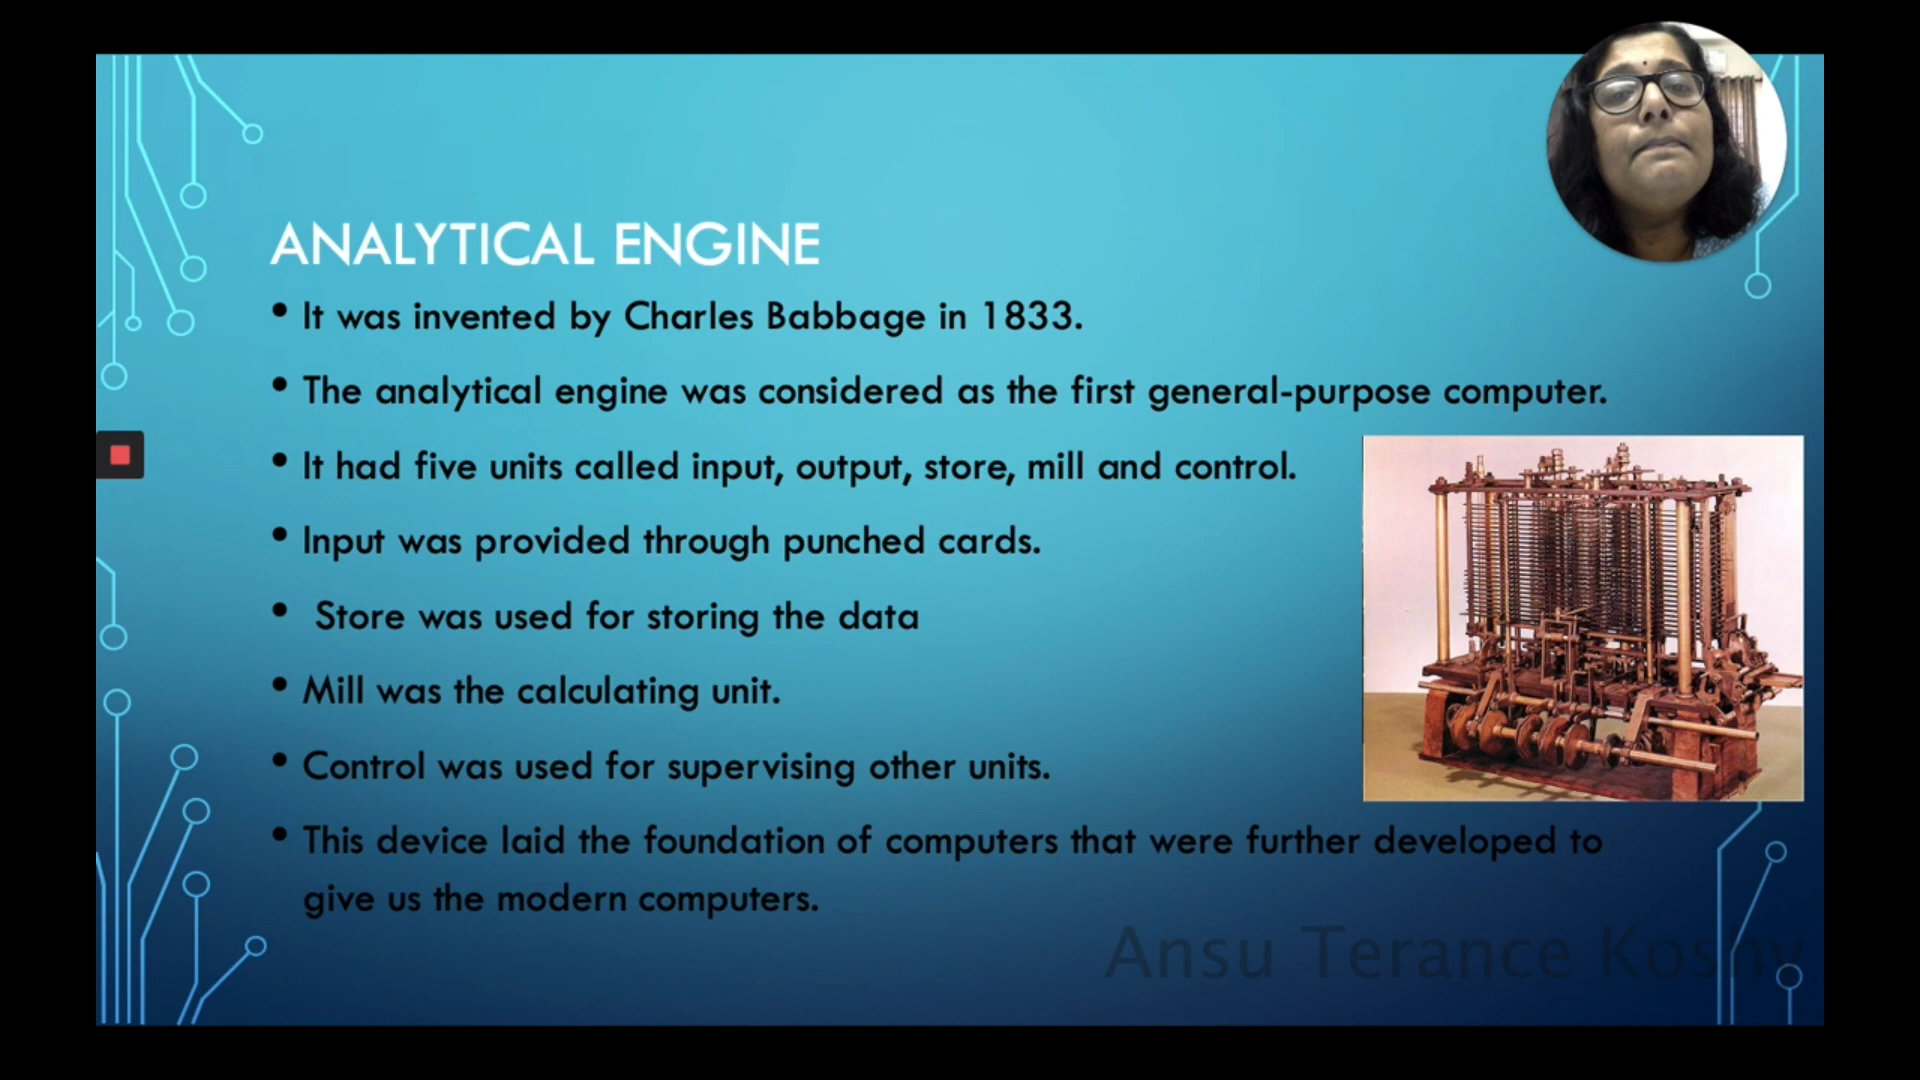 ANALYTICAL ENGINE
• It was invented by Charles Babbage in 1833.
• The analytical engine was considered as the first general-purpose computer.
• It had five units called input, output, store, mill and control.
• Input was provided through punched cards.
• Store was used for storing the data
• Mill was the calculating unit.
• Control was used for supervising other units.
• This device laid the foundation of computers that were further developed to
give us the modern computers.
Ansu Terance Koshy